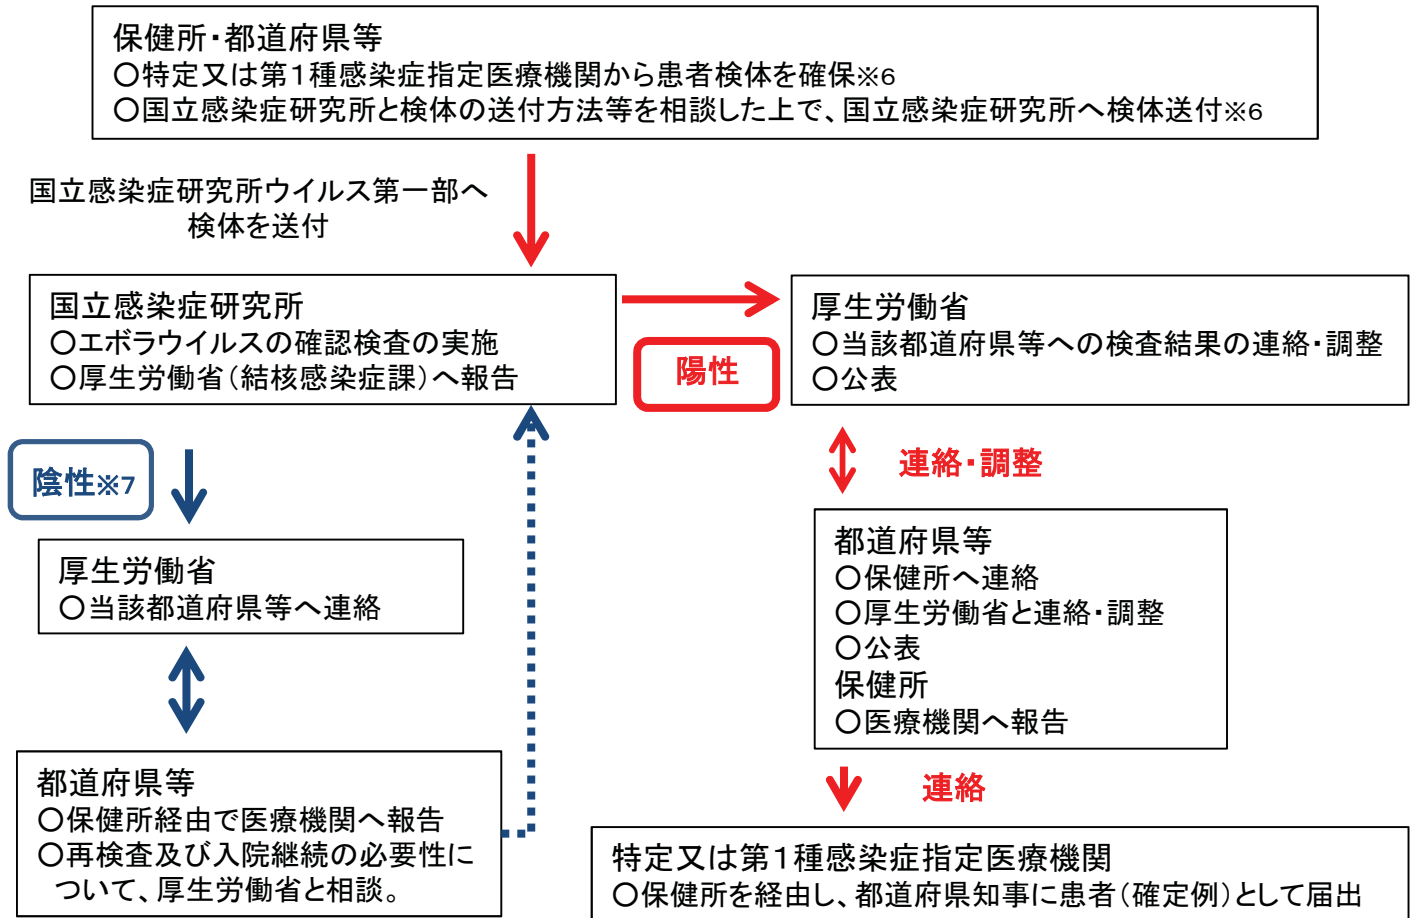 保健所・都道府県等
○特定又は第１種感染症指定医療機関から患者検体を確保※6
○国立感染症研究所と検体の送付方法等を相談した上で、国立感染症研究所へ検体送付※6
国立感染症研究所ウイルス第一部へ
検体を送付
国立感染症研究所
○エボラウイルスの確認検査の実施
○厚生労働省（結核感染症課）へ報告
陽性
厚生労働省
○当該都道府県等への検査結果の連絡・調整
○公表
陰性※7
連絡・調整
厚生労働省
○当該都道府県等へ連絡
都道府県等
○保健所へ連絡
○厚生労働省と連絡・調整
○公表
保健所
○医療機関へ報告
都道府県等
○保健所経由で医療機関へ報告
○再検査及び入院継続の必要性に
ついて、厚生労働省と相談。
連絡
特定又は第１種感染症指定医療機関
○保健所を経由し、都道府県知事に患者（確定例）として届出